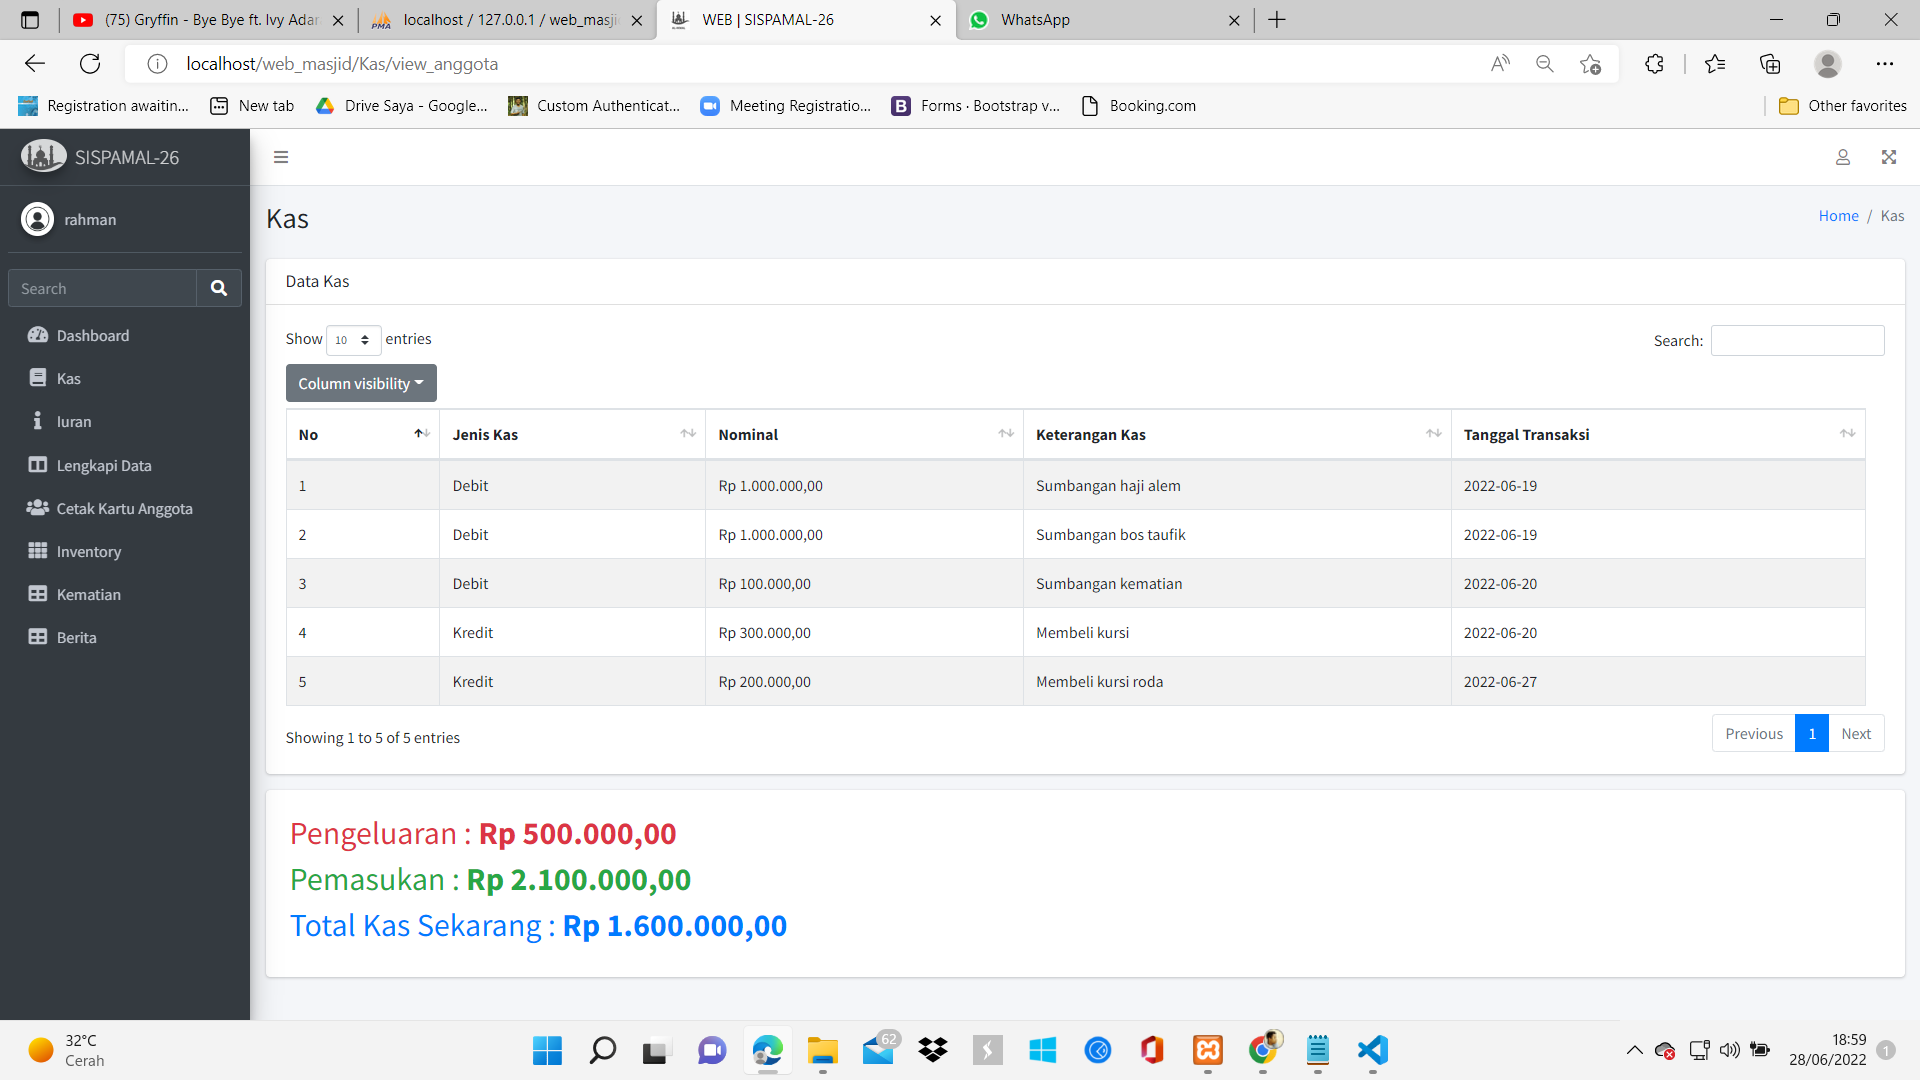 (75) Gryffin - Bye Bye ft. Ivy Adar
localhost / 127.0.0.1 / web_masji
WEB | SISPAMAL-26
WhatsApp
localhost/web_masjid/Kas/view_anggota
Registration awaitin...
New tab
Drive Saya - Google...
Custom Authenticat...
Meeting Registratio...
Forms · Bootstrap v...
Booking.com
Other favorites
SISPAMAL-26
rahman
Search
Dashboard
Kas
Iuran
Lengkapi Data
Cetak Kartu Anggota
Inventory
Kematian
Berita
Kas
Home / Kas
Data Kas
Show 10 entries
Search:
Column visibility
No Jenis Kas Nominal Keterangan Kas Tanggal Transaksi
1 Debit Rp 1.000.000,00 Sumbangan haji alem 2022-06-19
2 Debit Rp 1.000.000,00 Sumbangan bos taufik 2022-06-19
3 Debit Rp 100.000,00 Sumbangan kematian 2022-06-20
4 Kredit Rp 300.000,00 Membeli kursi 2022-06-20
5 Kredit Rp 200.000,00 Membeli kursi roda 2022-06-27
Showing 1 to 5 of 5 entries
Previous 1 Next
Pengeluaran : Rp 500.000,00
Pemasukan : Rp 2.100.000,00
Total Kas Sekarang : Rp 1.600.000,00
32°C
Cerah
62
18:59
28/06/2022
1